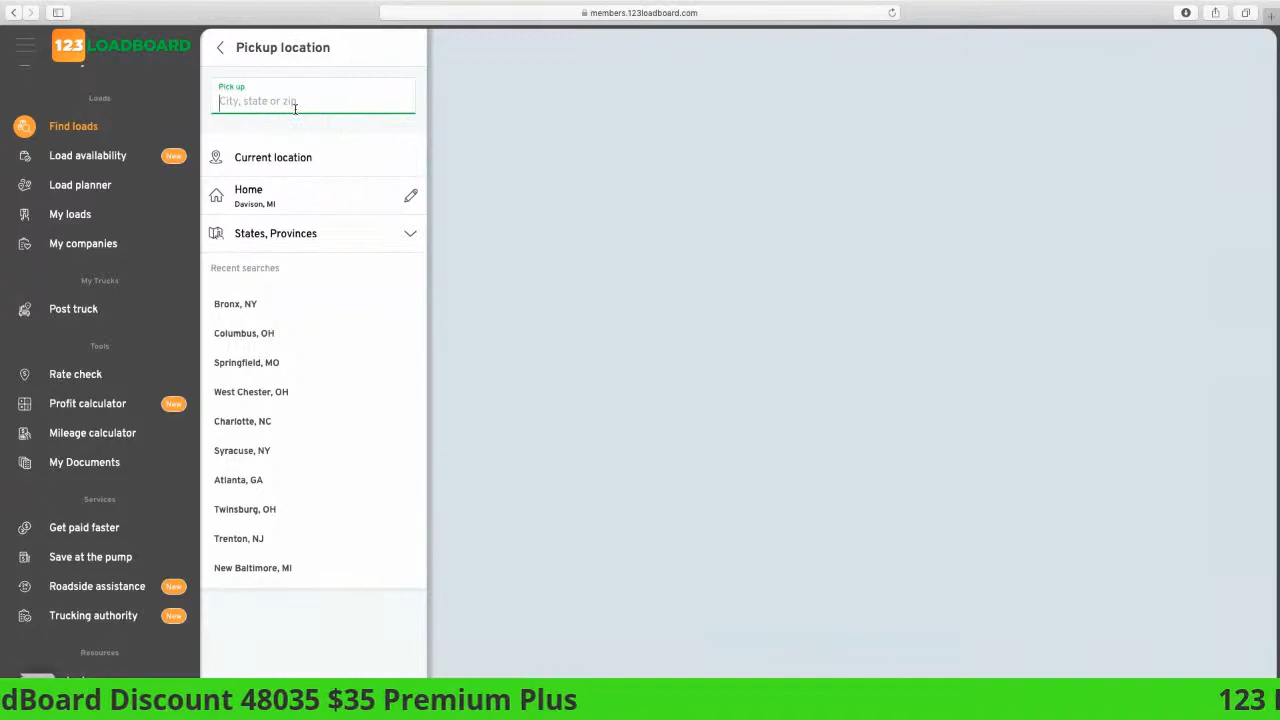 members.123loadboard.com
123 LOADBOARD
Loads
Find loads
Load availability New
Load planner
My loads
My companies
My Trucks
Post truck
Tools
Rate check
Profit calculator New
Mileage calculator
My Documents
Services
Get paid faster
Save at the pump
Roadside assistance New
Trucking authority New
Resources
Pickup location
Pick up
City, state or zip
Current location
Home
Davison, MI
States, Provinces
Recent searches
Bronx, NY
Columbus, OH
Springfield, MO
West Chester, OH
Charlotte, NC
Syracuse, NY
Atlanta, GA
Twinsburg, OH
Trenton, NJ
New Baltimore, MI
dBoard Discount 48035 $35 Premium Plus 123